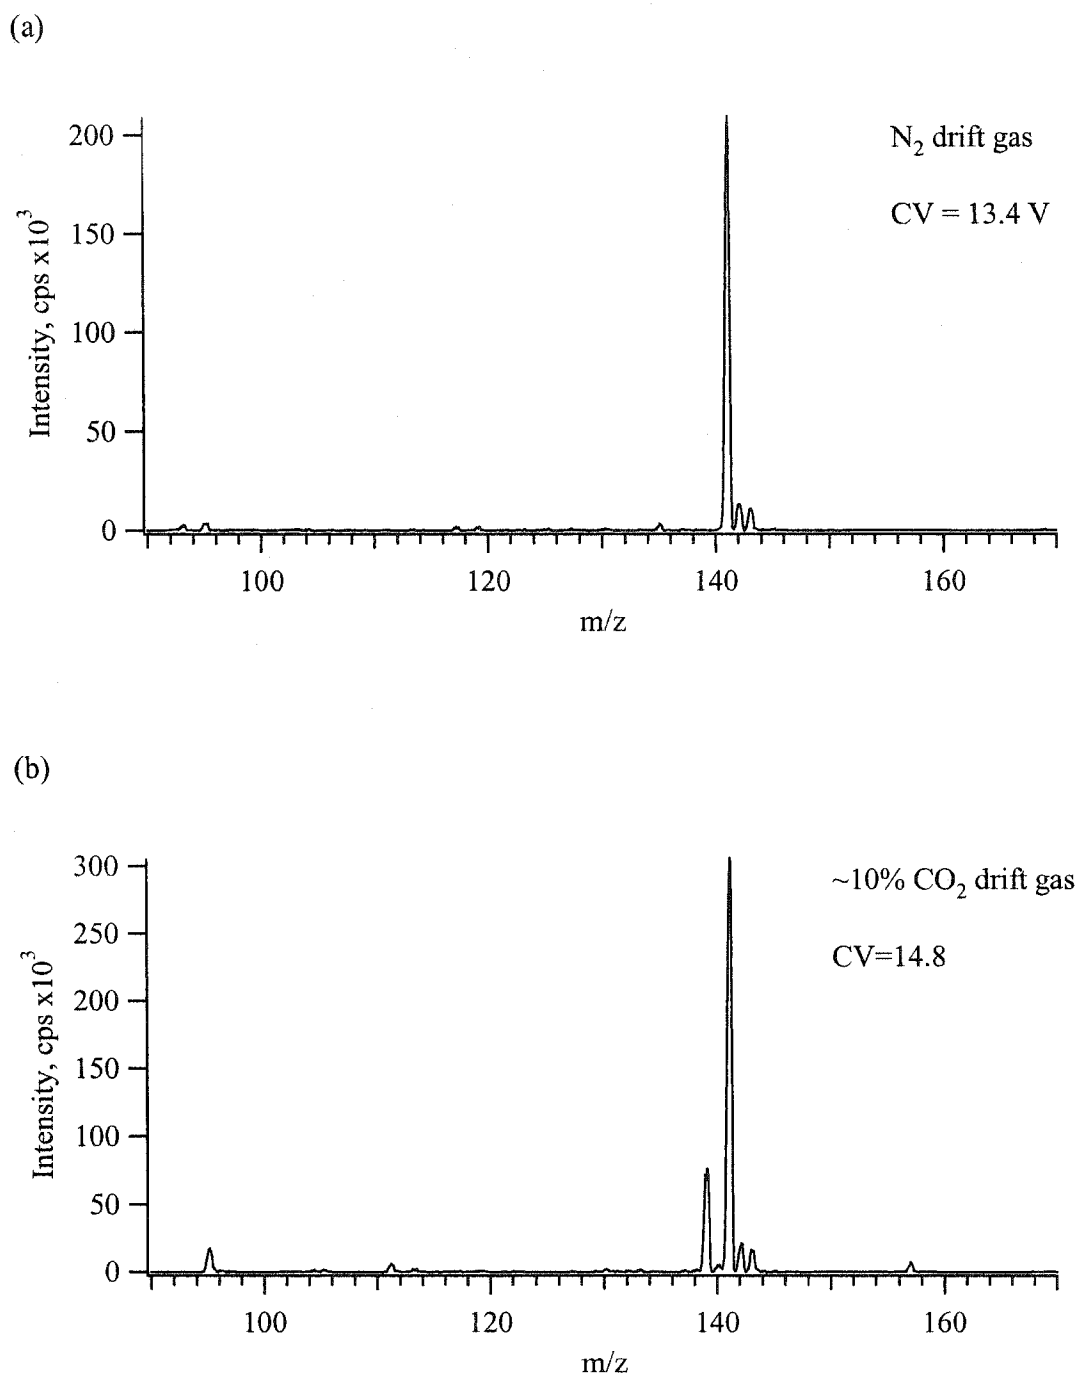 (a)
N₂ drift gas
CV = 13.4 V
Intensity, cps x10³
200
150
100
50
0
100 120 140 160
m/z
(b)
~10% CO₂ drift gas
CV=14.8
Intensity, cps x10³
300
250
200
150
100
50
0
100 120 140 160
m/z